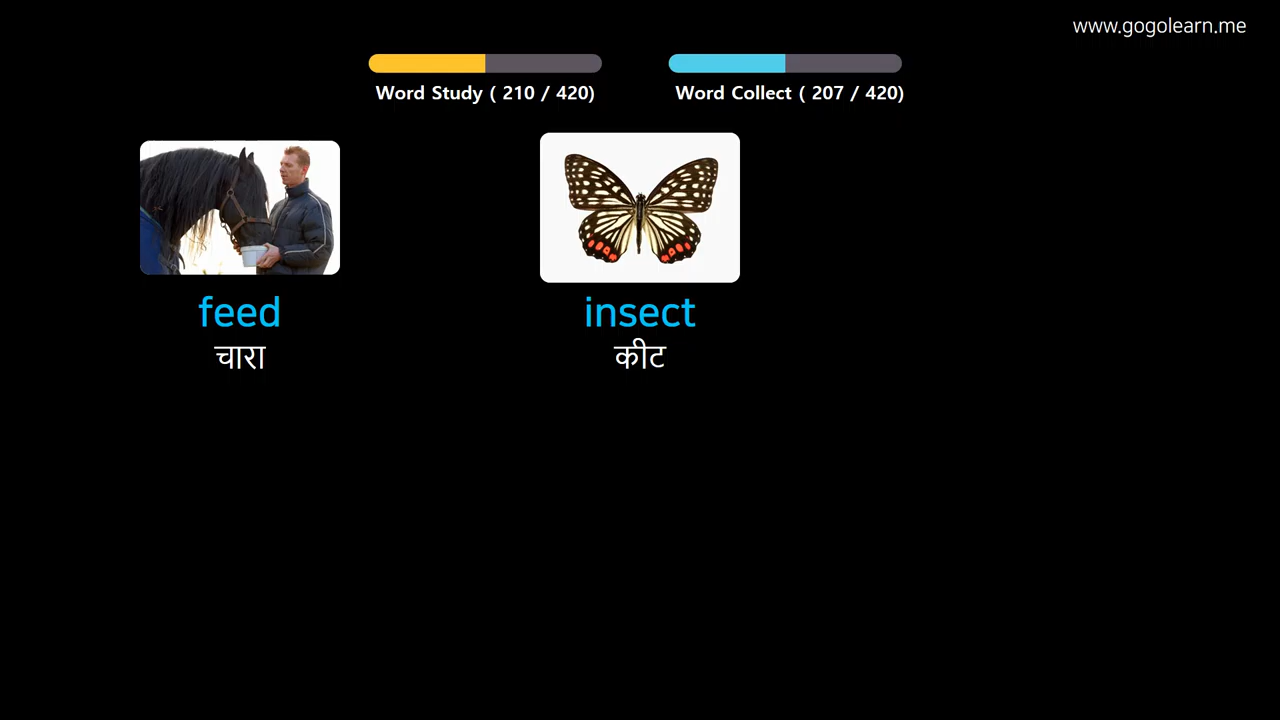 www.gogolearn.me
Word Study ( 210 / 420)
Word Collect ( 207 / 420)
feed
चारा
insect
कीट